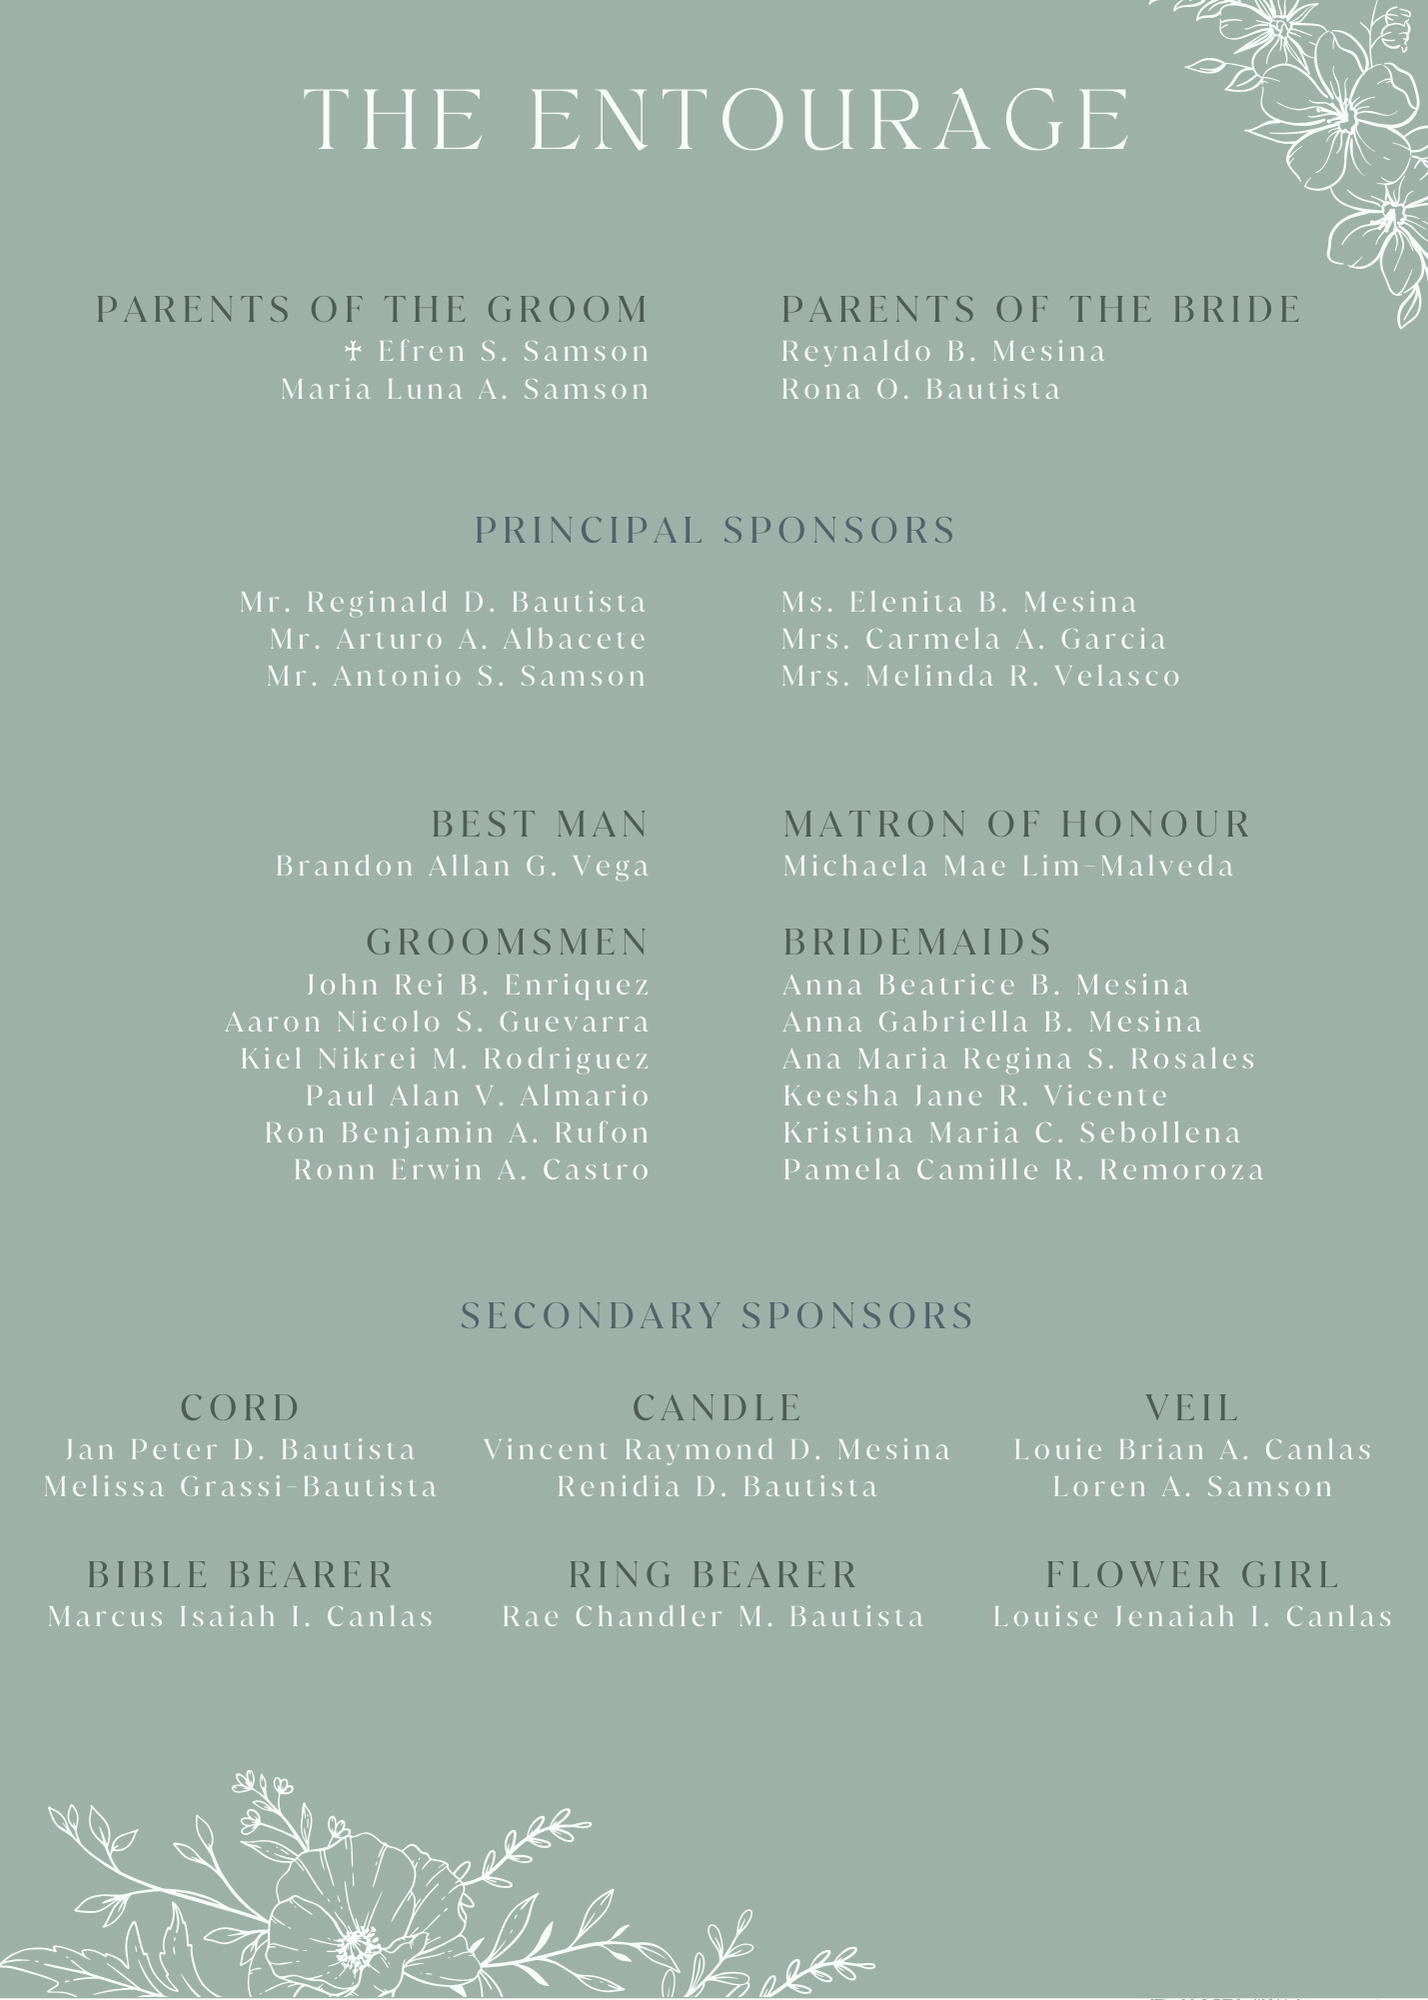 THE ENTOURAGE
PARENTS OF THE GROOM
✝ Efren S. Samson
Maria Luna A. Samson
PARENTS OF THE BRIDE
Reynaldo B. Mesina
Rona O. Bautista
PRINCIPAL SPONSORS
Mr. Reginald D. Bautista
Mr. Arturo A. Albacete
Mr. Antonio S. Samson
Ms. Elenita B. Mesina
Mrs. Carmela A. Garcia
Mrs. Melinda R. Velasco
BEST MAN
Brandon Allan G. Vega
MATRON OF HONOUR
Michaela Mae Lim-Malveda
GROOMSMEN
John Rei B. Enriquez
Aaron Nicolo S. Guevarra
Kiel Nikrei M. Rodriguez
Paul Alan V. Almario
Ron Benjamin A. Rufon
Ronn Erwin A. Castro
BRIDEMAIDS
Anna Beatrice B. Mesina
Anna Gabriella B. Mesina
Ana Maria Regina S. Rosales
Keesha Jane R. Vicente
Kristina Maria C. Sebollena
Pamela Camille R. Remoroza
SECONDARY SPONSORS
CORD
Jan Peter D. Bautista
Melissa Grassi-Bautista
CANDLE
Vincent Raymond D. Mesina
Renidia D. Bautista
VEIL
Louie Brian A. Canlas
Loren A. Samson
BIBLE BEARER
Marcus Isaiah I. Canlas
RING BEARER
Rae Chandler M. Bautista
FLOWER GIRL
Louise Jenaiah I. Canlas